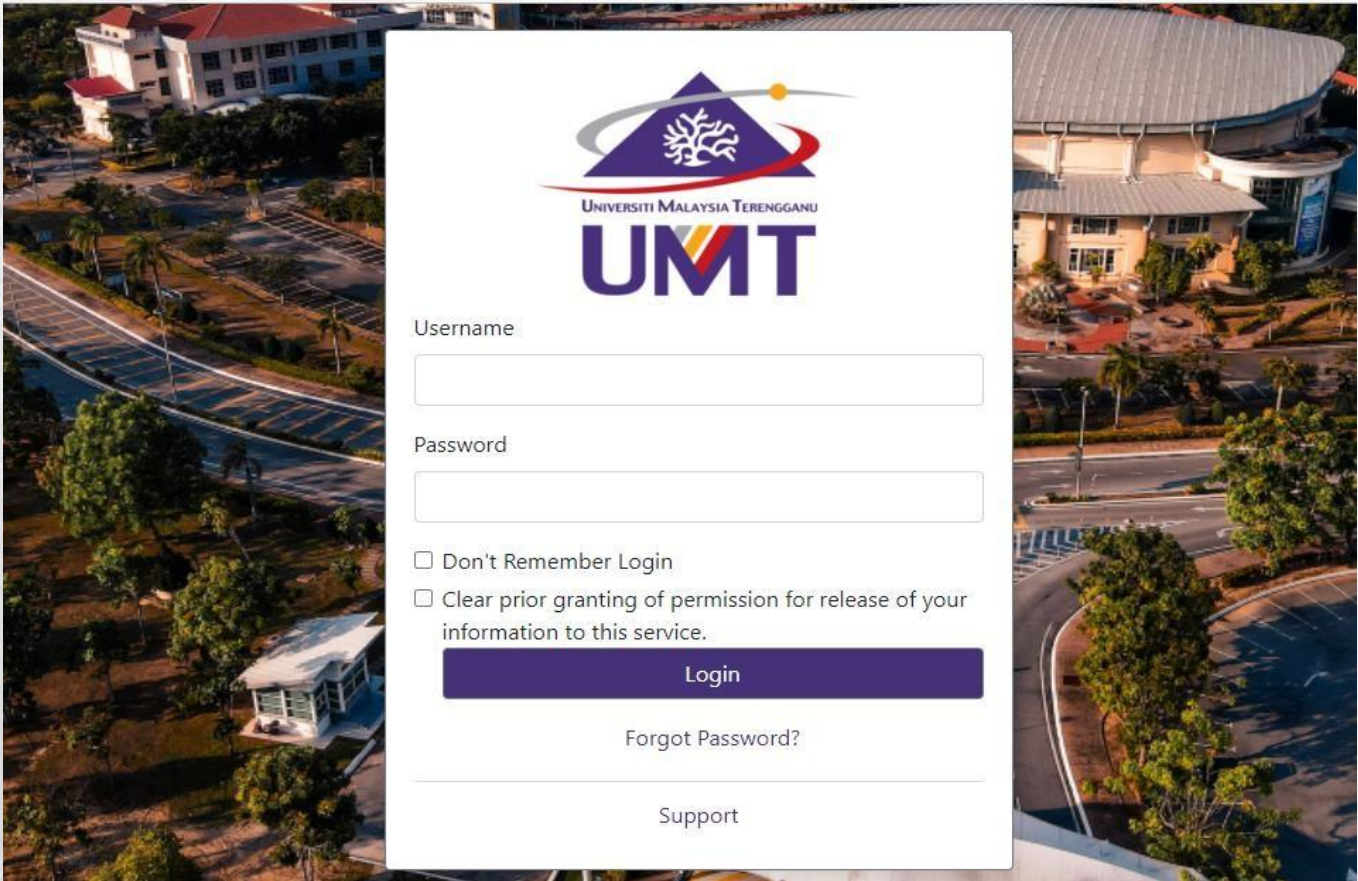 UNIVERSITI MALAYSIA TERENGGANU
UMT
Username
Password
Don't Remember Login
Clear prior granting of permission for release of your
information to this service.
Login
Forgot Password?
Support